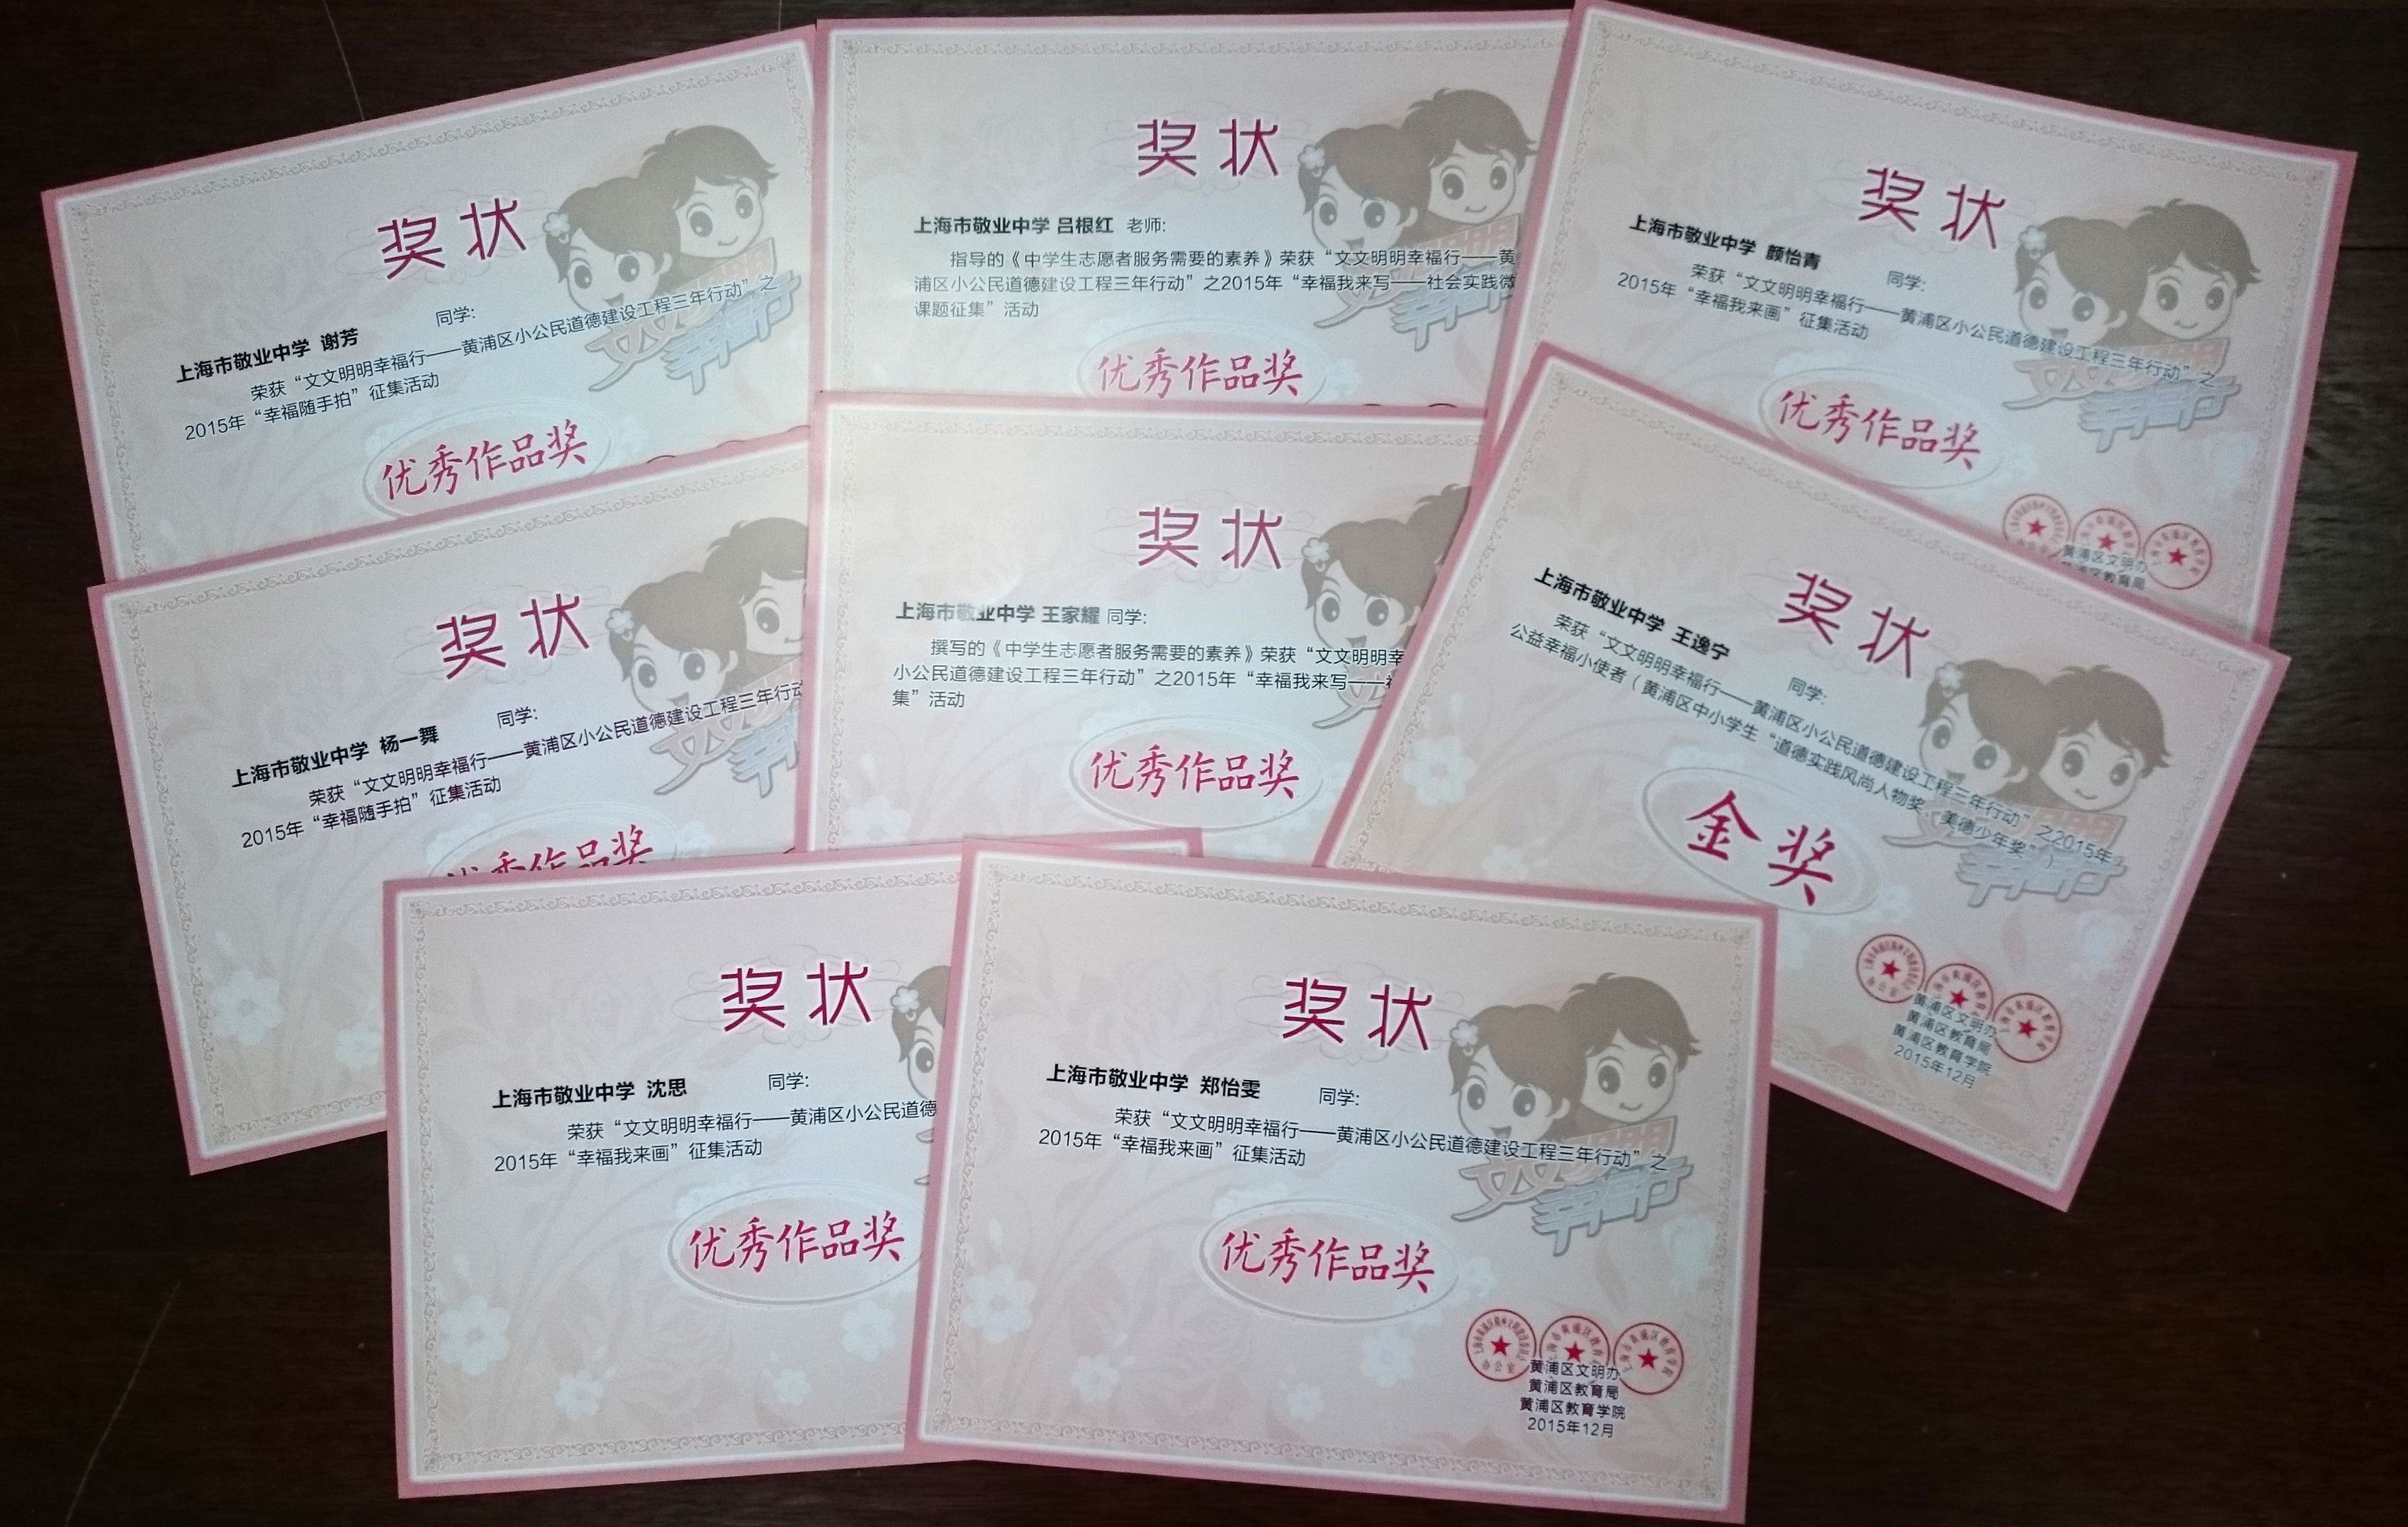 奖状
上海市敬业中学 谢芳 同学:
荣获“文文明明幸福行——黄浦区小公民道德建设工程三年行动”之
2015年“幸福随手拍”征集活动
优秀作品奖
奖状
上海市敬业中学 吕根红 老师:
指导的《中学生志愿者服务需要的素养》荣获“文文明明幸福行——黄
浦区小公民道德建设工程三年行动”之2015年“幸福我来写——社会实践微
课题征集”活动
优秀作品奖
奖状
上海市敬业中学 颜怡青 同学:
荣获“文文明明幸福行——黄浦区小公民道德建设工程三年行动”之
2015年“幸福我来画”征集活动
优秀作品奖
黄浦区文明办
黄浦区教育局
奖状
上海市敬业中学 杨一舞 同学:
荣获“文文明明幸福行——黄浦区小公民道德建设工程三年行动
2015年“幸福随手拍”征集活动
优秀作品奖
奖状
上海市敬业中学 王家耀 同学:
撰写的《中学生志愿者服务需要的素养》荣获“文文明明幸
小公民道德建设工程三年行动”之2015年“幸福我来写——社
集”活动
优秀作品奖
奖状
上海市敬业中学 王逸宁 同学:
荣获“文文明明幸福行——黄浦区小公民道德建设工程三年行动”之2015年
公益幸福小使者（黄浦区中小学生“道德实践风尚人物奖、美德少年奖”）
金奖
黄浦区文明办
黄浦区教育局
黄浦区教育学院
2015年12月
奖状
上海市敬业中学 沈思 同学:
荣获“文文明明幸福行——黄浦区小公民道德
2015年“幸福我来画”征集活动
优秀作品奖
奖状
上海市敬业中学 郑怡雯 同学:
荣获“文文明明幸福行——黄浦区小公民道德建设工程三年行动”之
2015年“幸福我来画”征集活动
文文明明
幸福行
优秀作品奖
黄浦区文明办
黄浦区教育局
黄浦区教育学院
2015年12月